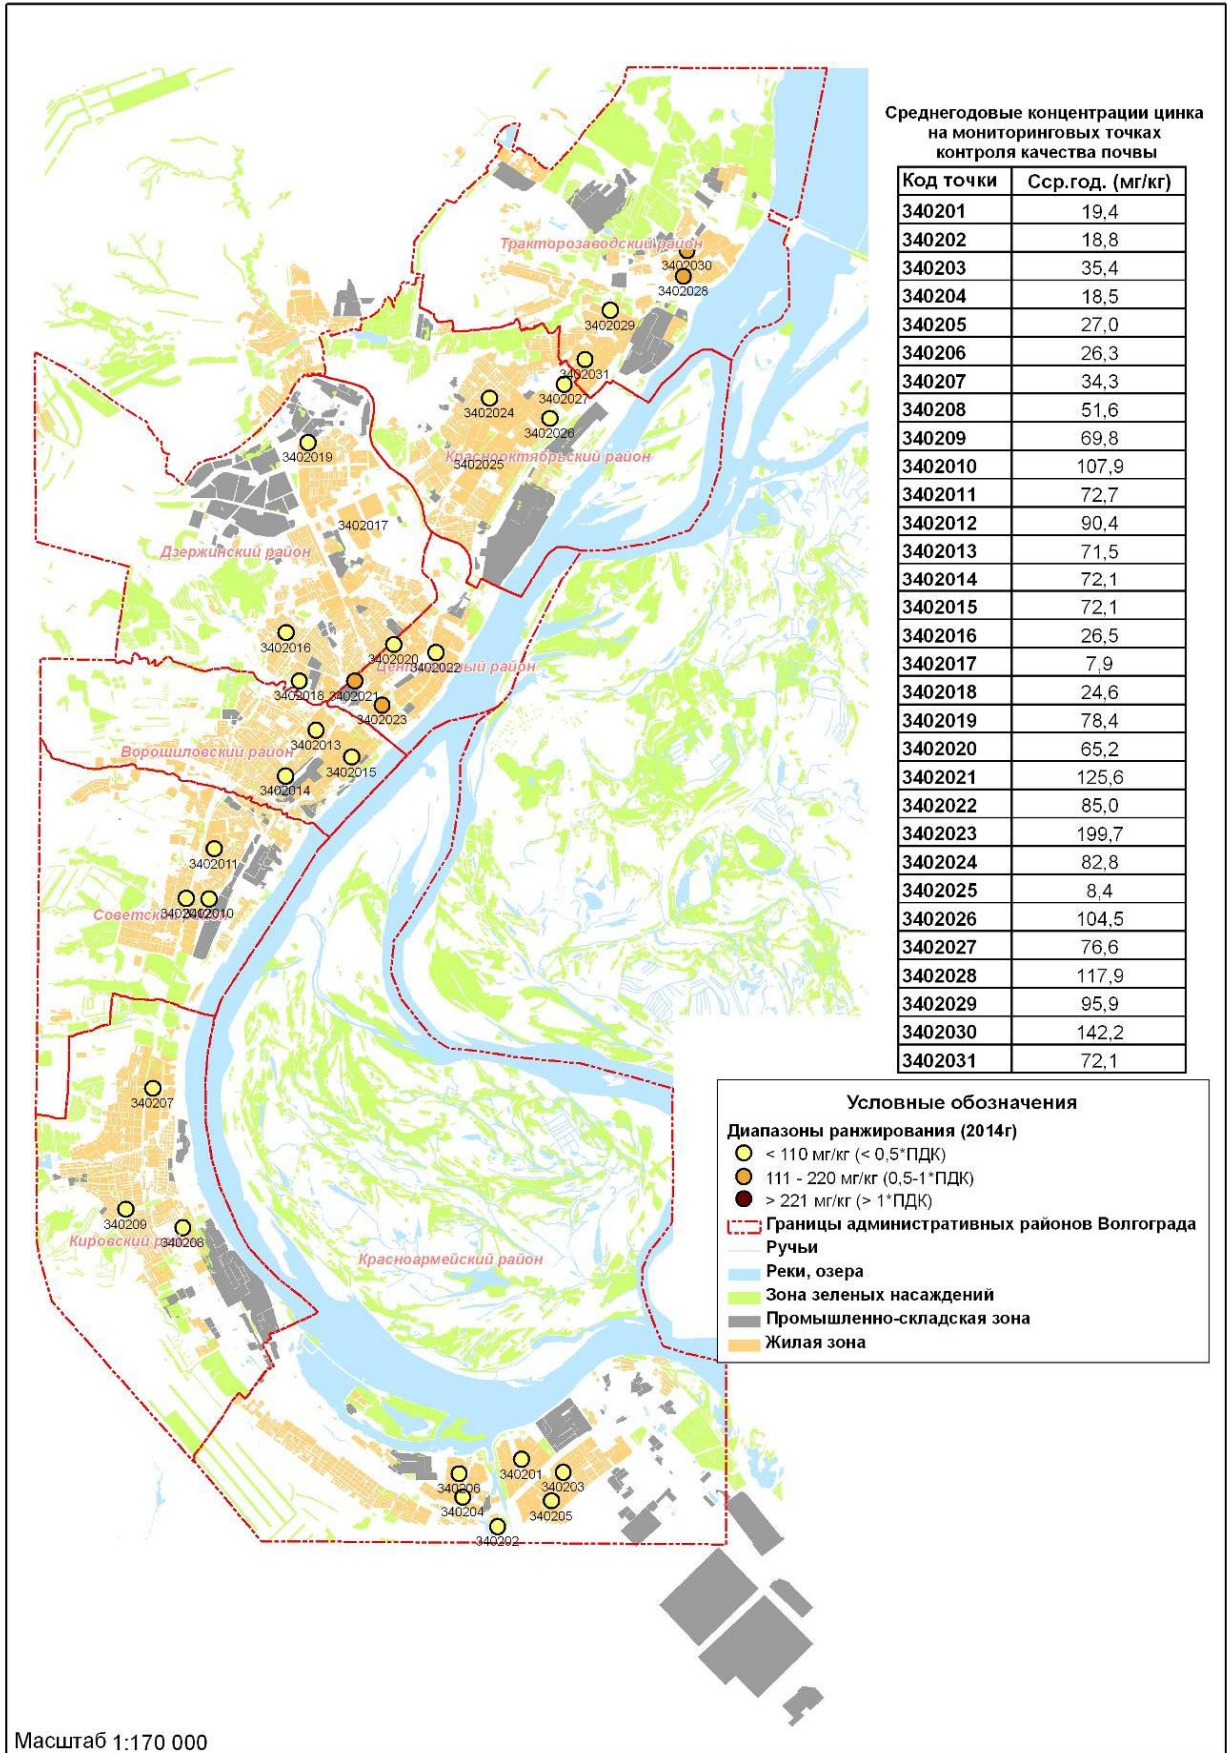 Среднегодовые концентрации цинка
на мониторинговых точках
контроля качества почвы
Код точки Сср.год. (мг/кг)
340201 19,4
340202 18,8
340203 35,4
340204 18,5
340205 27,0
340206 26,3
340207 34,3
340208 51,6
340209 69,8
3402010 107,9
3402011 72,7
3402012 90,4
3402013 71,5
3402014 72,1
3402015 72,1
3402016 26,5
3402017 7,9
3402018 24,6
3402019 78,4
3402020 65,2
3402021 125,6
3402022 85,0
3402023 199,7
3402024 82,8
3402025 8,4
3402026 104,5
3402027 76,6
3402028 117,9
3402029 95,9
3402030 142,2
3402031 72,1
Тракторозаводский район
3402030
3402028
3402029
3402031
3402027
3402024
3402026
3402019
Краснооктябрьский район
3402025
3402017
Дзержинский район
3402016
3402020
3402022
Центральный район
3402018
3402021
3402023
3402013
Ворошиловский район
3402015
3402014
3402011
3402012
3402010
Советский район
340207
340209
340208
Кировский район
Красноармейский район
340201
340203
340206
340204
340205
340202
Условные обозначения
Диапазоны ранжирования (2014г)
< 110 мг/кг (< 0,5*ПДК)
111 - 220 мг/кг (0,5-1*ПДК)
> 221 мг/кг (> 1*ПДК)
Границы административных районов Волгограда
Ручьи
Реки, озера
Зона зеленых насаждений
Промышленно-складская зона
Жилая зона
Масштаб 1:170 000